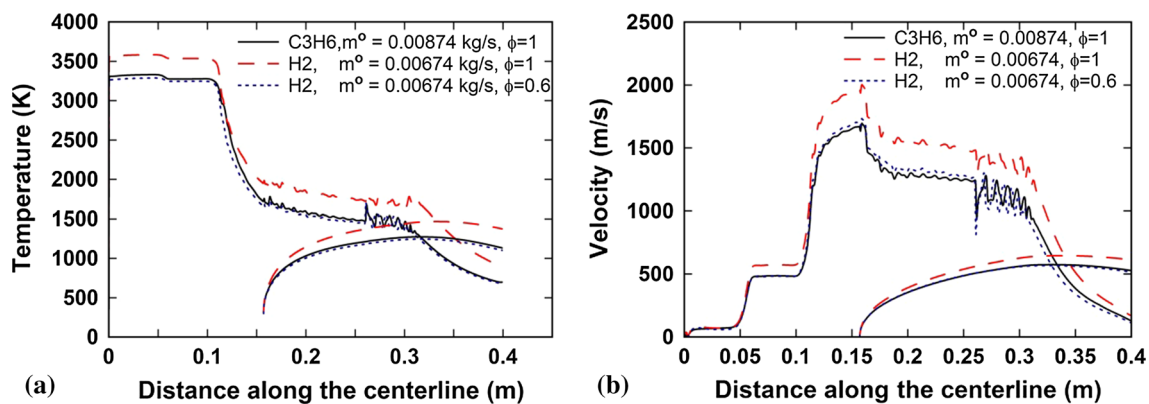 4000
3500
3000
2500
2000
1500
1000
500
0
Temperature (K)
C3H6,mº = 0.00874 kg/s, ϕ=1
H2, mº = 0.00674 kg/s, ϕ=1
H2, mº = 0.00674 kg/s, ϕ=0.6
0 0.1 0.2 0.3 0.4
Distance along the centerline (m)
(a)
2500
2000
1500
1000
500
0
Velocity (m/s)
C3H6, mº = 0.00874, ϕ=1
H2, mº = 0.00674, ϕ=1
H2, mº = 0.00674, ϕ=0.6
0 0.05 0.1 0.15 0.2 0.25 0.3 0.35 0.4
Distance along the centerline (m)
(b)